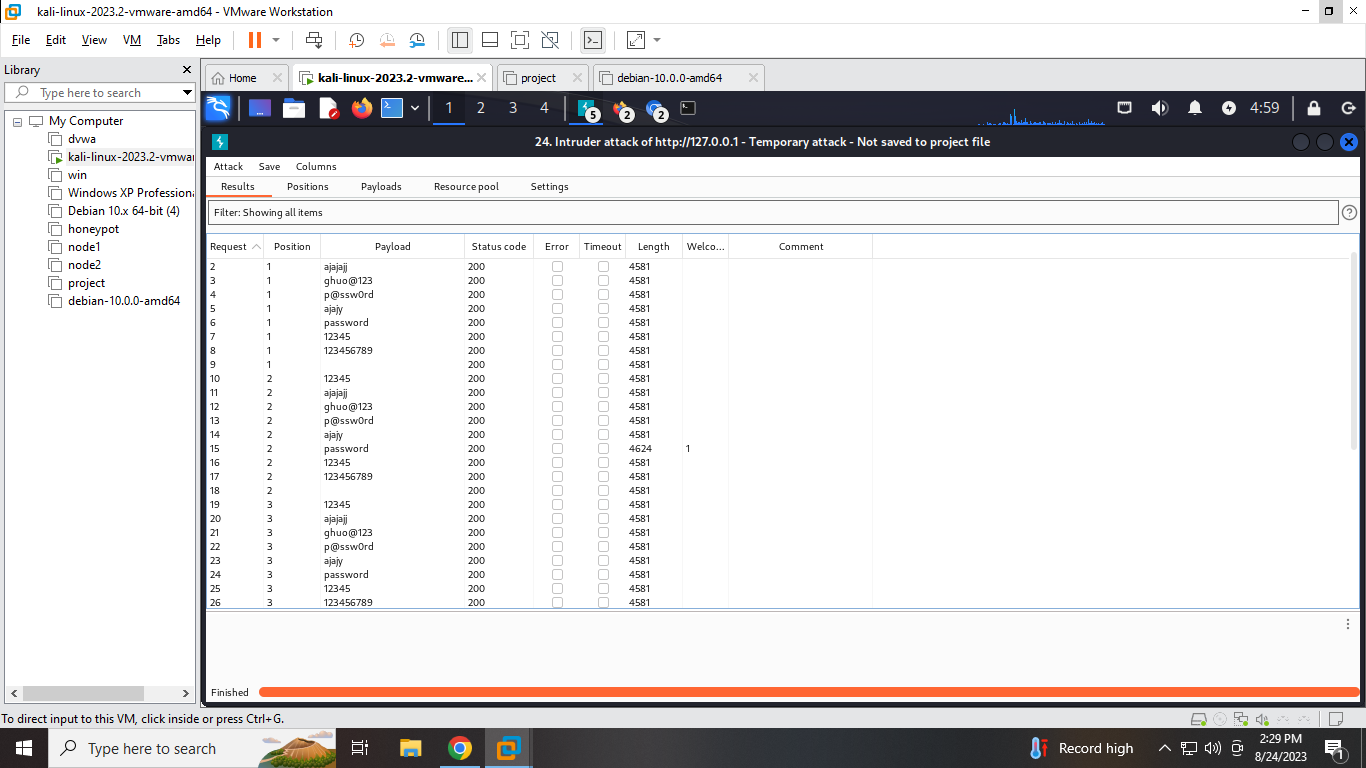 kali-linux-2023.2-vmware-amd64 - VMware Workstation
File Edit View VM Tabs Help
Library
Type here to search
My Computer
dvwa
kali-linux-2023.2-vmwar
win
Windows XP Profession
Debian 10.x 64-bit (4)
honeypot
node1
node2
project
debian-10.0.0-amd64
Home kali-linux-2023.2-vmware... project debian-10.0.0-amd64
1 2 3 4 5 2 2 4:59
24. Intruder attack of http://127.0.0.1 - Temporary attack - Not saved to project file
Attack Save Columns
Results Positions Payloads Resource pool Settings
Filter: Showing all items
Request Position Payload Status code Error Timeout Length Welco... Comment
2 1 ajajajj 200 4581
3 1 ghuo@123 200 4581
4 1 p@ssw0rd 200 4581
5 1 ajajy 200 4581
6 1 password 200 4581
7 1 12345 200 4581
8 1 123456789 200 4581
9 1 200 4581
10 2 12345 200 4581
11 2 ajajajj 200 4581
12 2 ghuo@123 200 4581
13 2 p@ssw0rd 200 4581
14 2 ajajy 200 4581
15 2 password 200 4624 1
16 2 12345 200 4581
17 2 123456789 200 4581
18 2 200 4581
19 3 12345 200 4581
20 3 ajajajj 200 4581
21 3 ghuo@123 200 4581
22 3 p@ssw0rd 200 4581
23 3 ajajy 200 4581
24 3 password 200 4581
25 3 12345 200 4581
26 3 123456789 200 4581
Finished
To direct input to this VM, click inside or press Ctrl+G.
Type here to search
Record high
2:29 PM
8/24/2023
1